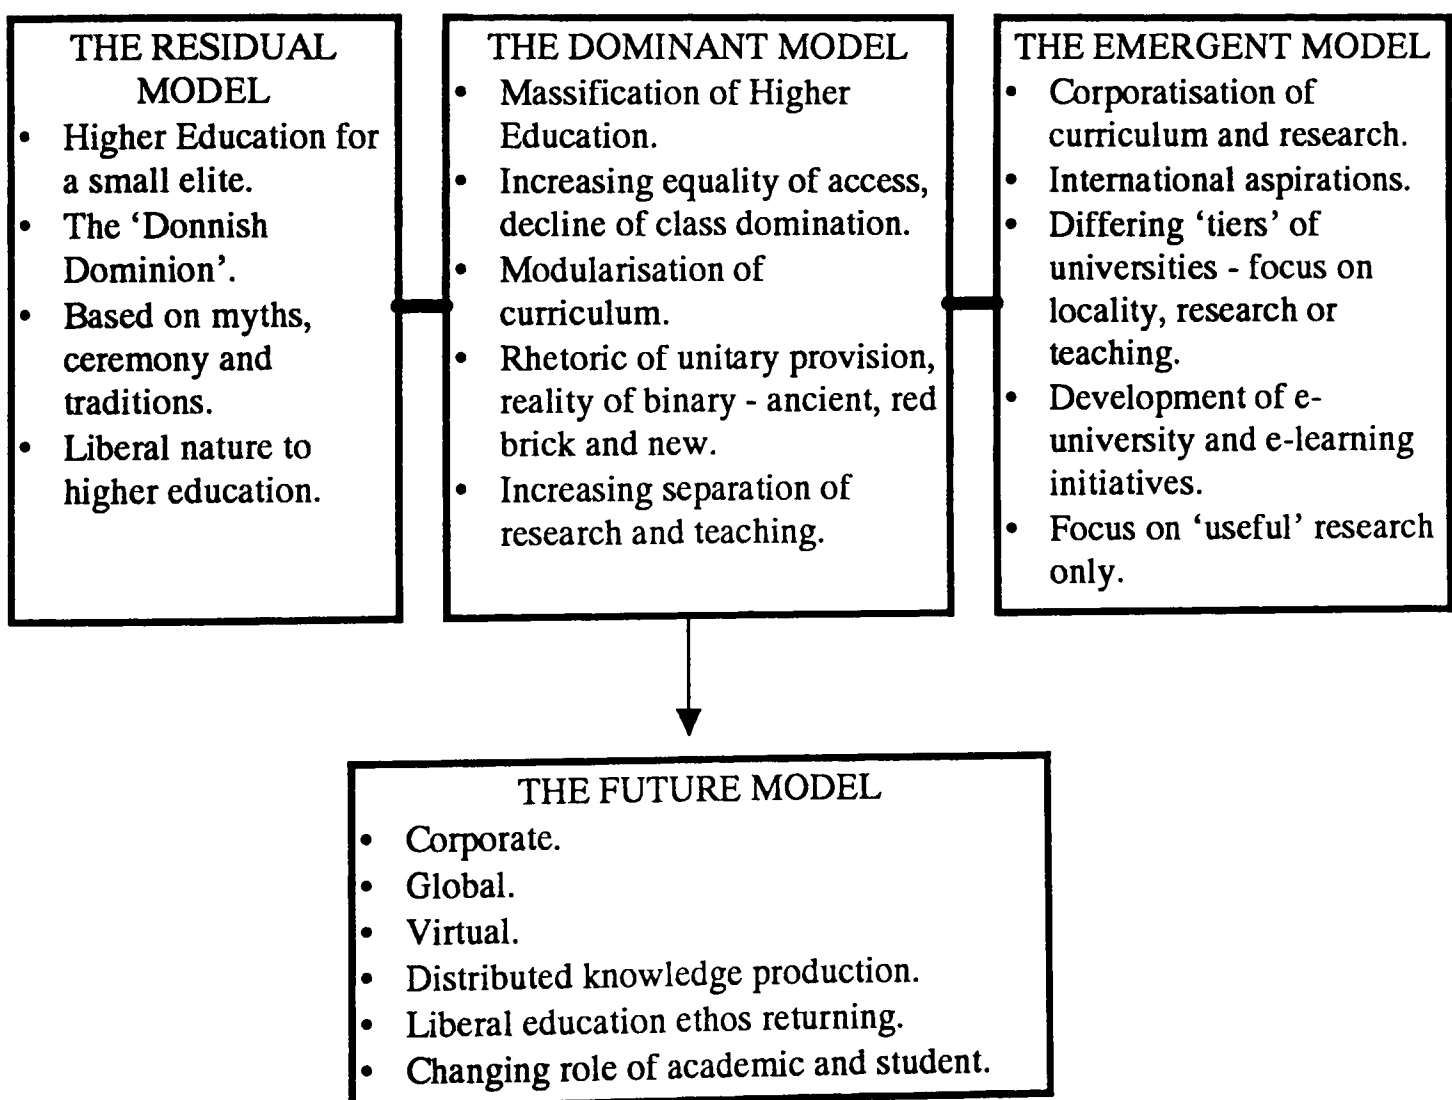 THE RESIDUAL
MODEL
• Higher Education for
a small elite.
• The ‘Donnish
Dominion’.
• Based on myths,
ceremony and
traditions.
• Liberal nature to
higher education.
THE DOMINANT MODEL
• Massification of Higher
Education.
• Increasing equality of access,
decline of class domination.
• Modularisation of
curriculum.
• Rhetoric of unitary provision,
reality of binary - ancient, red
brick and new.
• Increasing separation of
research and teaching.
THE EMERGENT MODEL
• Corporatisation of
curriculum and research.
• International aspirations.
• Differing ‘tiers’ of
universities - focus on
locality, research or
teaching.
• Development of e-
university and e-learning
initiatives.
• Focus on ‘useful’ research
only.
THE FUTURE MODEL
• Corporate.
• Global.
• Virtual.
• Distributed knowledge production.
• Liberal education ethos returning.
• Changing role of academic and student.